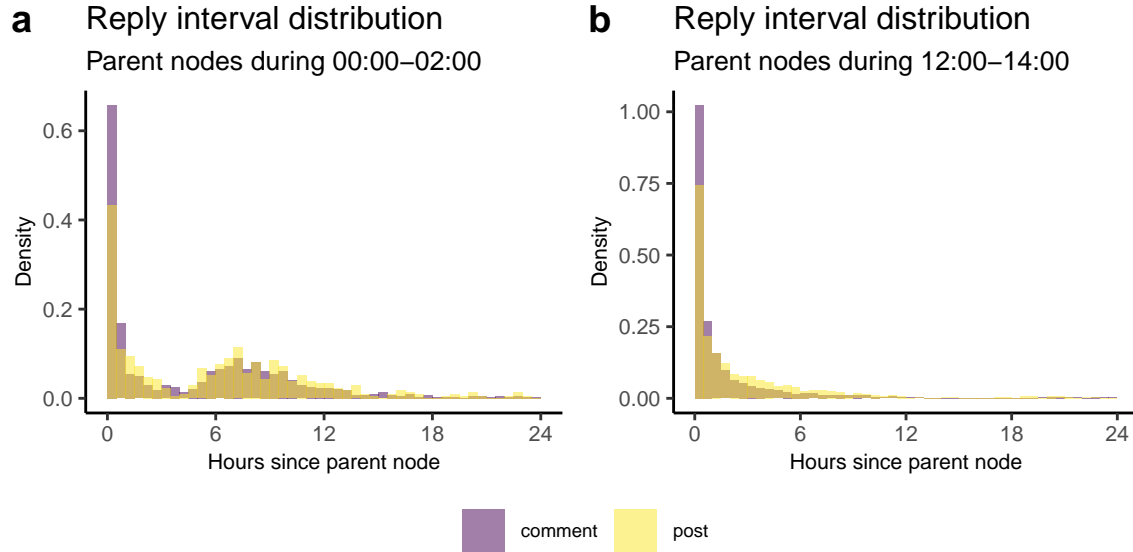 a
Reply interval distribution
Parent nodes during 00:00–02:00
Density
0.6
0.4
0.2
0.0
0 6 12 18 24
Hours since parent node
b
Reply interval distribution
Parent nodes during 12:00–14:00
Density
1.00
0.75
0.50
0.25
0.00
0 6 12 18 24
Hours since parent node
comment post